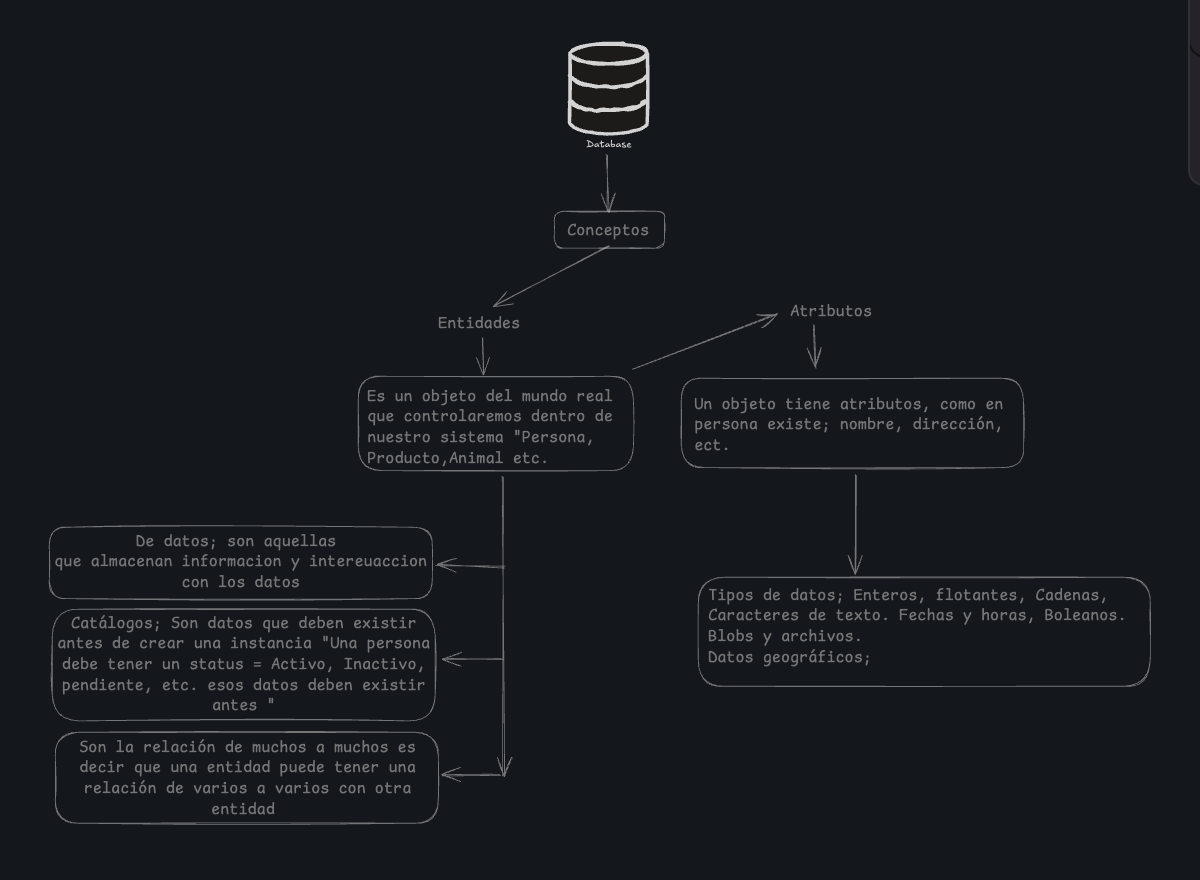 Database
Conceptos
Entidades
Atributos
Es un objeto del mundo real
que controlaremos dentro de
nuestro sistema "Persona,
Producto,Animal etc.
Un objeto tiene atributos, como en
persona existe; nombre, dirección,
ect.
De datos; son aquellas
que almacenan informacion y intereuaccion
con los datos
Catálogos; Son datos que deben existir
antes de crear una instancia "Una persona
debe tener un status = Activo, Inactivo,
pendiente, etc. esos datos deben existir
antes "
Son la relación de muchos a muchos es
decir que una entidad puede tener una
relación de varios a varios con otra
entidad
Tipos de datos; Enteros, flotantes, Cadenas,
Caracteres de texto. Fechas y horas, Boleanos.
Blobs y archivos.
Datos geográficos;